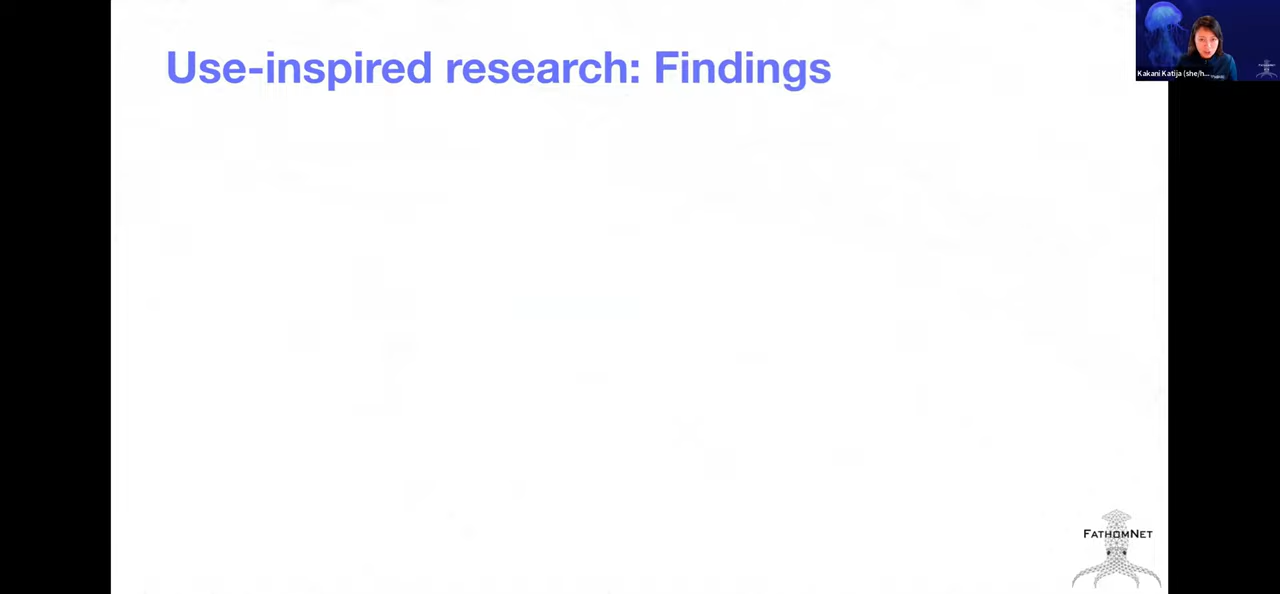 Use-inspired research: Findings
Kakani Katija (she/h...
FATHOMNET